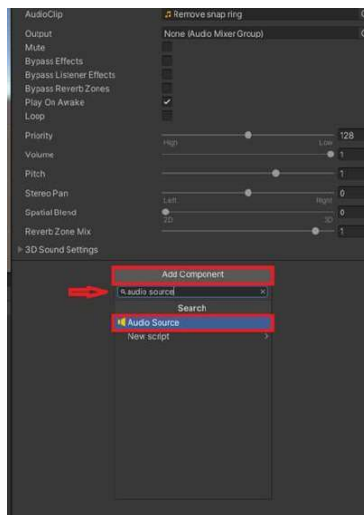 AudioClip Remove snap ring
Output None (Audio Mixer Group)
Mute
Bypass Effects
Bypass Listener Effects
Bypass Reverb Zones
Play On Awake
Loop
Priority 128
High Low
Volume 1
Pitch 1
Stereo Pan 0
Left Right
Spatial Blend 0
2D 3D
Reverb Zone Mix 1
3D Sound Settings
Add Component
audio source
Search
Audio Source
New script